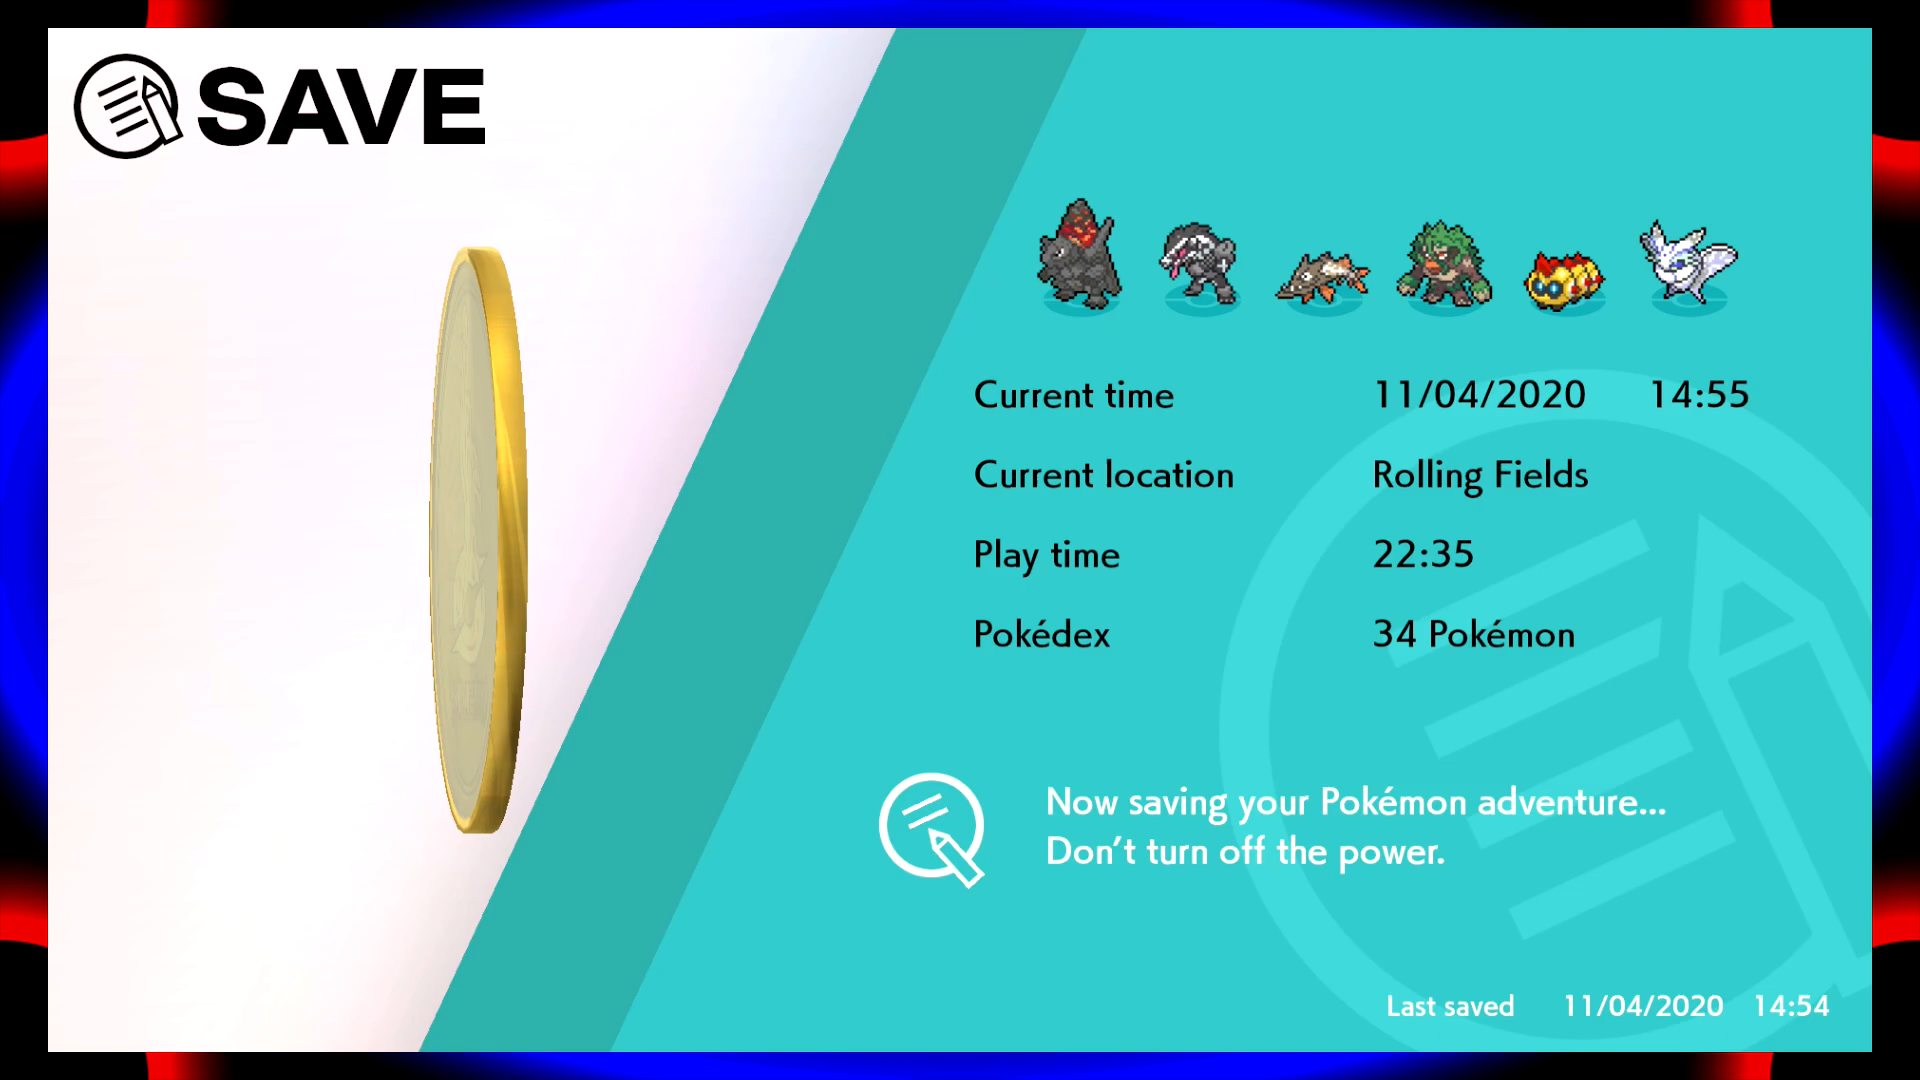 SAVE
Current time 11/04/2020 14:55
Current location Rolling Fields
Play time 22:35
Pokédex 34 Pokémon
Now saving your Pokémon adventure...
Don't turn off the power.
Last saved 11/04/2020 14:54